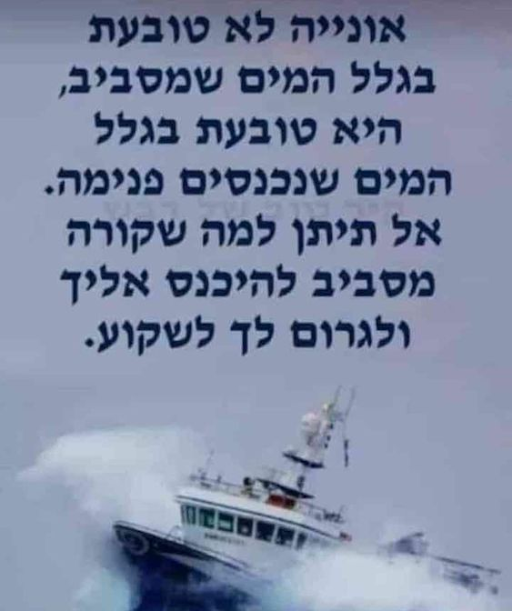 אונייה לא טובעת
בגלל המים שמסביב,
היא טובעת בגלל
המים שנכנסים פנימה.
אל תיתן למה שקורה
מסביב להיכנס אליך
ולגרום לך לשקוע.